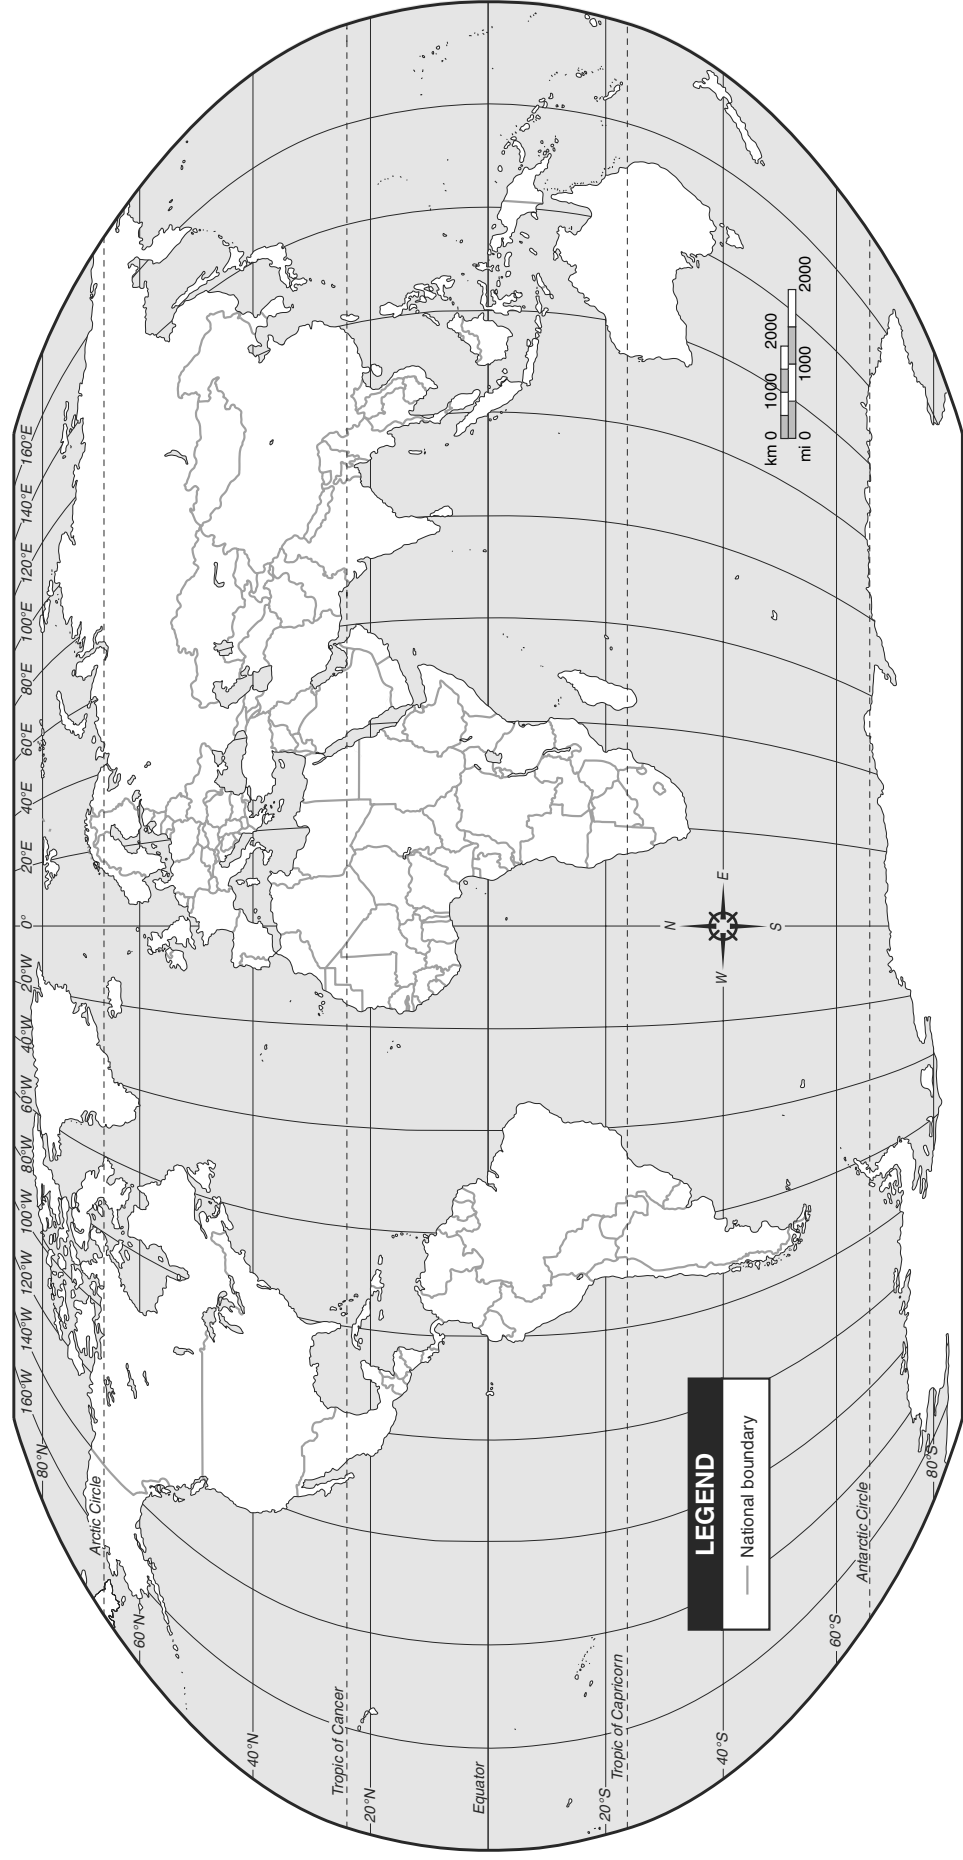 160°W
140°W
120°W
100°W
80°W
60°W
40°W
20°W
0°
20°E
40°E
60°E
80°E
100°E
120°E
140°E
160°E
80°N
Arctic Circle
60°N
40°N
Tropic of Cancer
20°N
Equator
20°S
Tropic of Capricorn
40°S
60°S
Antarctic Circle
80°S
N
W
E
S
LEGEND
National boundary
km 0 1000 2000
mi 0 1000 2000